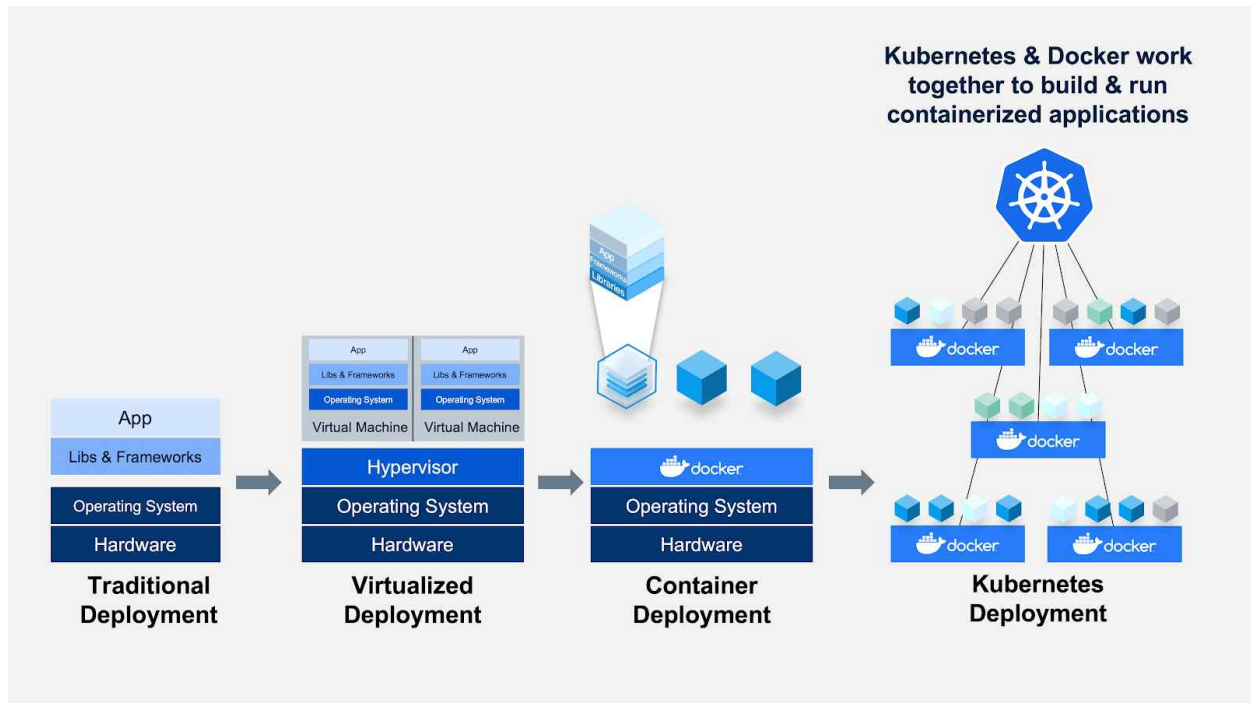 Kubernetes & Docker work
together to build & run
containerized applications
App
Libs & Frameworks
Operating System
Hardware
Traditional
Deployment
App
Libs & Frameworks
Operating System
Virtual Machine
App
Libs & Frameworks
Operating System
Virtual Machine
Hypervisor
Operating System
Hardware
Virtualized
Deployment
App
Frameworks
Libraries
docker
Operating System
Hardware
Container
Deployment
docker
docker
docker
docker
docker
Kubernetes
Deployment